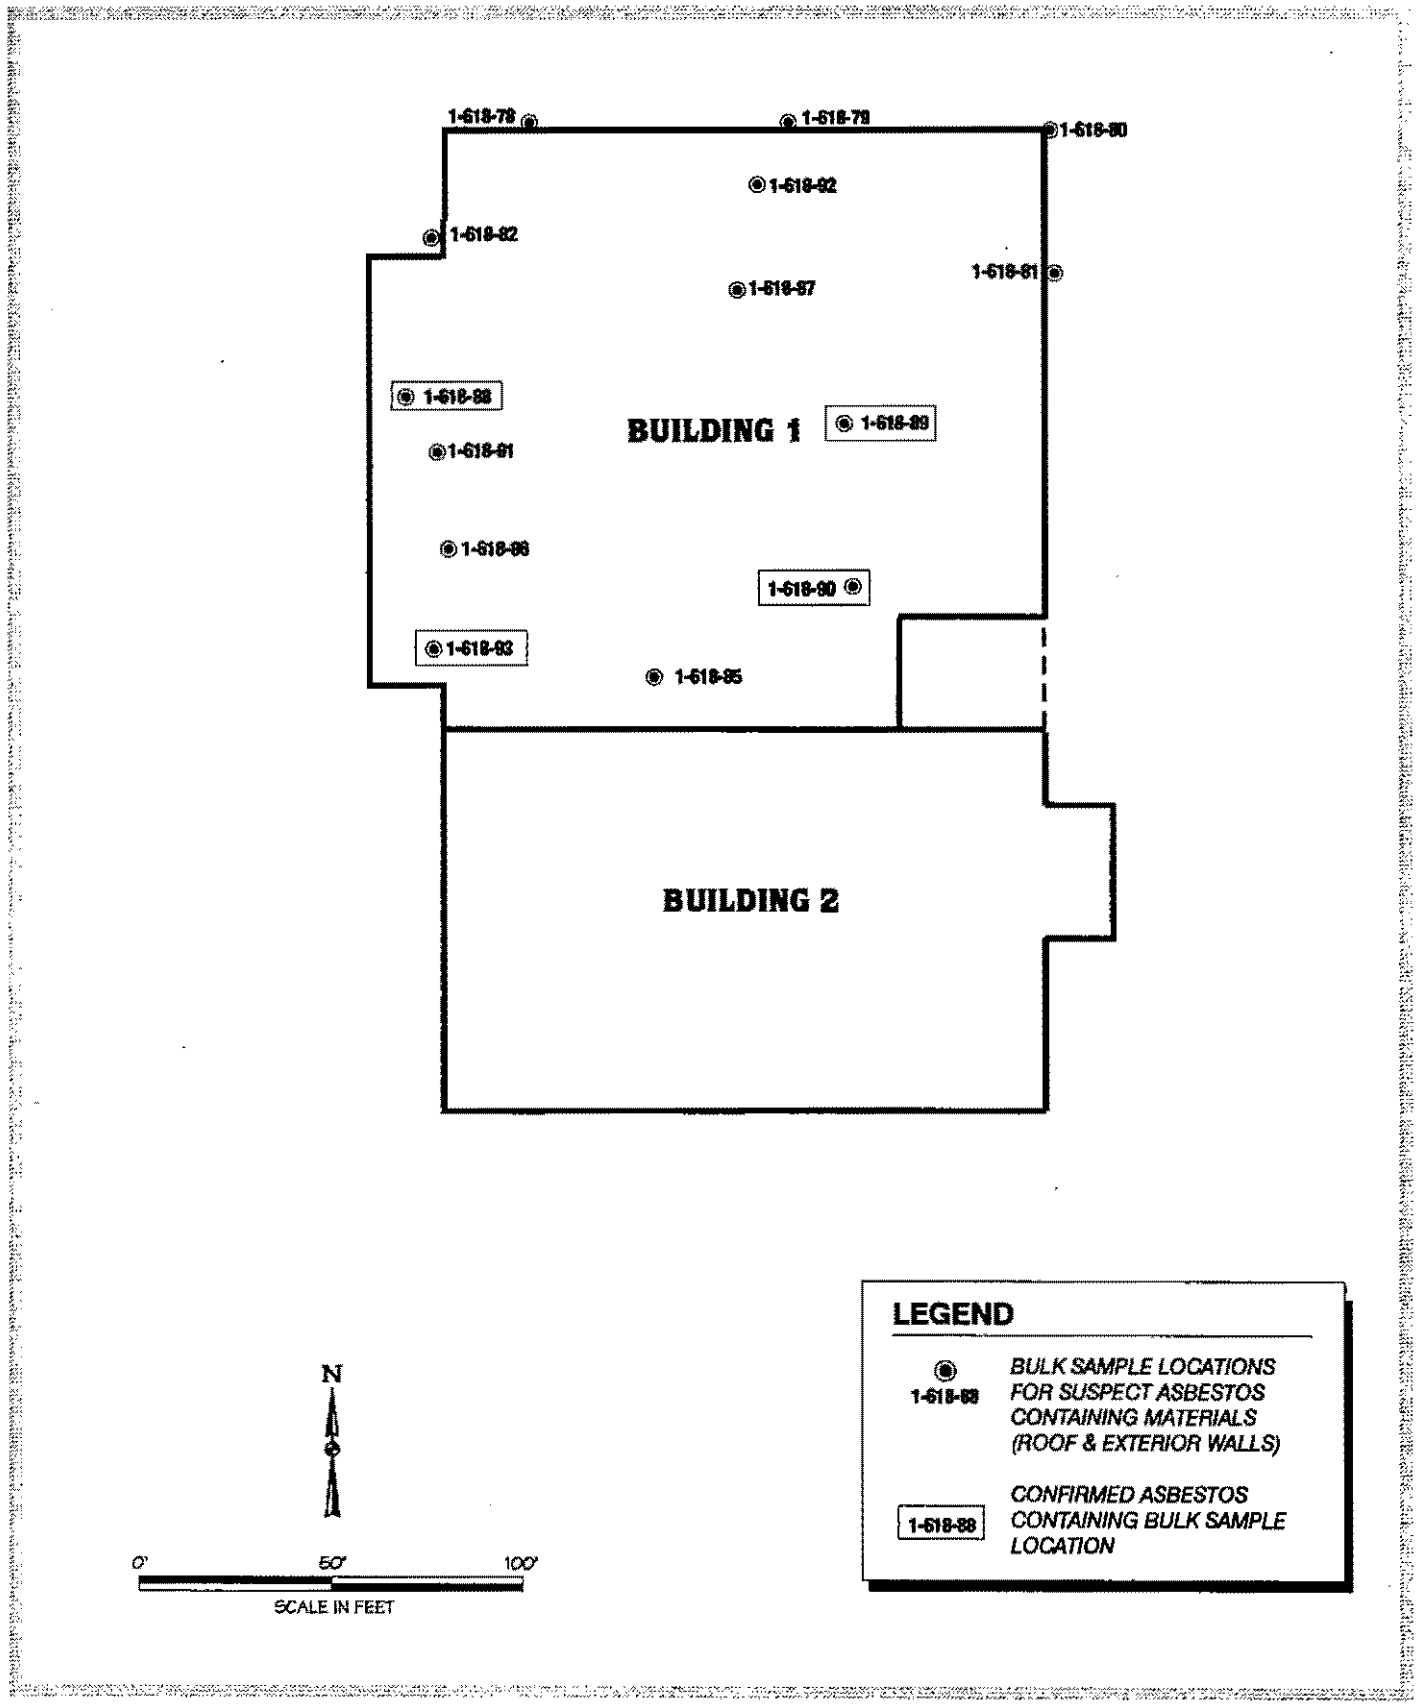 1-618-78
1-618-79
1-618-80
1-618-92
1-618-82
1-618-81
1-618-87
1-618-88
1-618-89
BUILDING 1
1-618-91
1-618-86
1-618-90
1-618-93
1-618-85
BUILDING 2
LEGEND
1-618-88
BULK SAMPLE LOCATIONS
FOR SUSPECT ASBESTOS
CONTAINING MATERIALS
(ROOF & EXTERIOR WALLS)
1-618-88
CONFIRMED ASBESTOS
CONTAINING BULK SAMPLE
LOCATION
N
0' 50' 100'
SCALE IN FEET